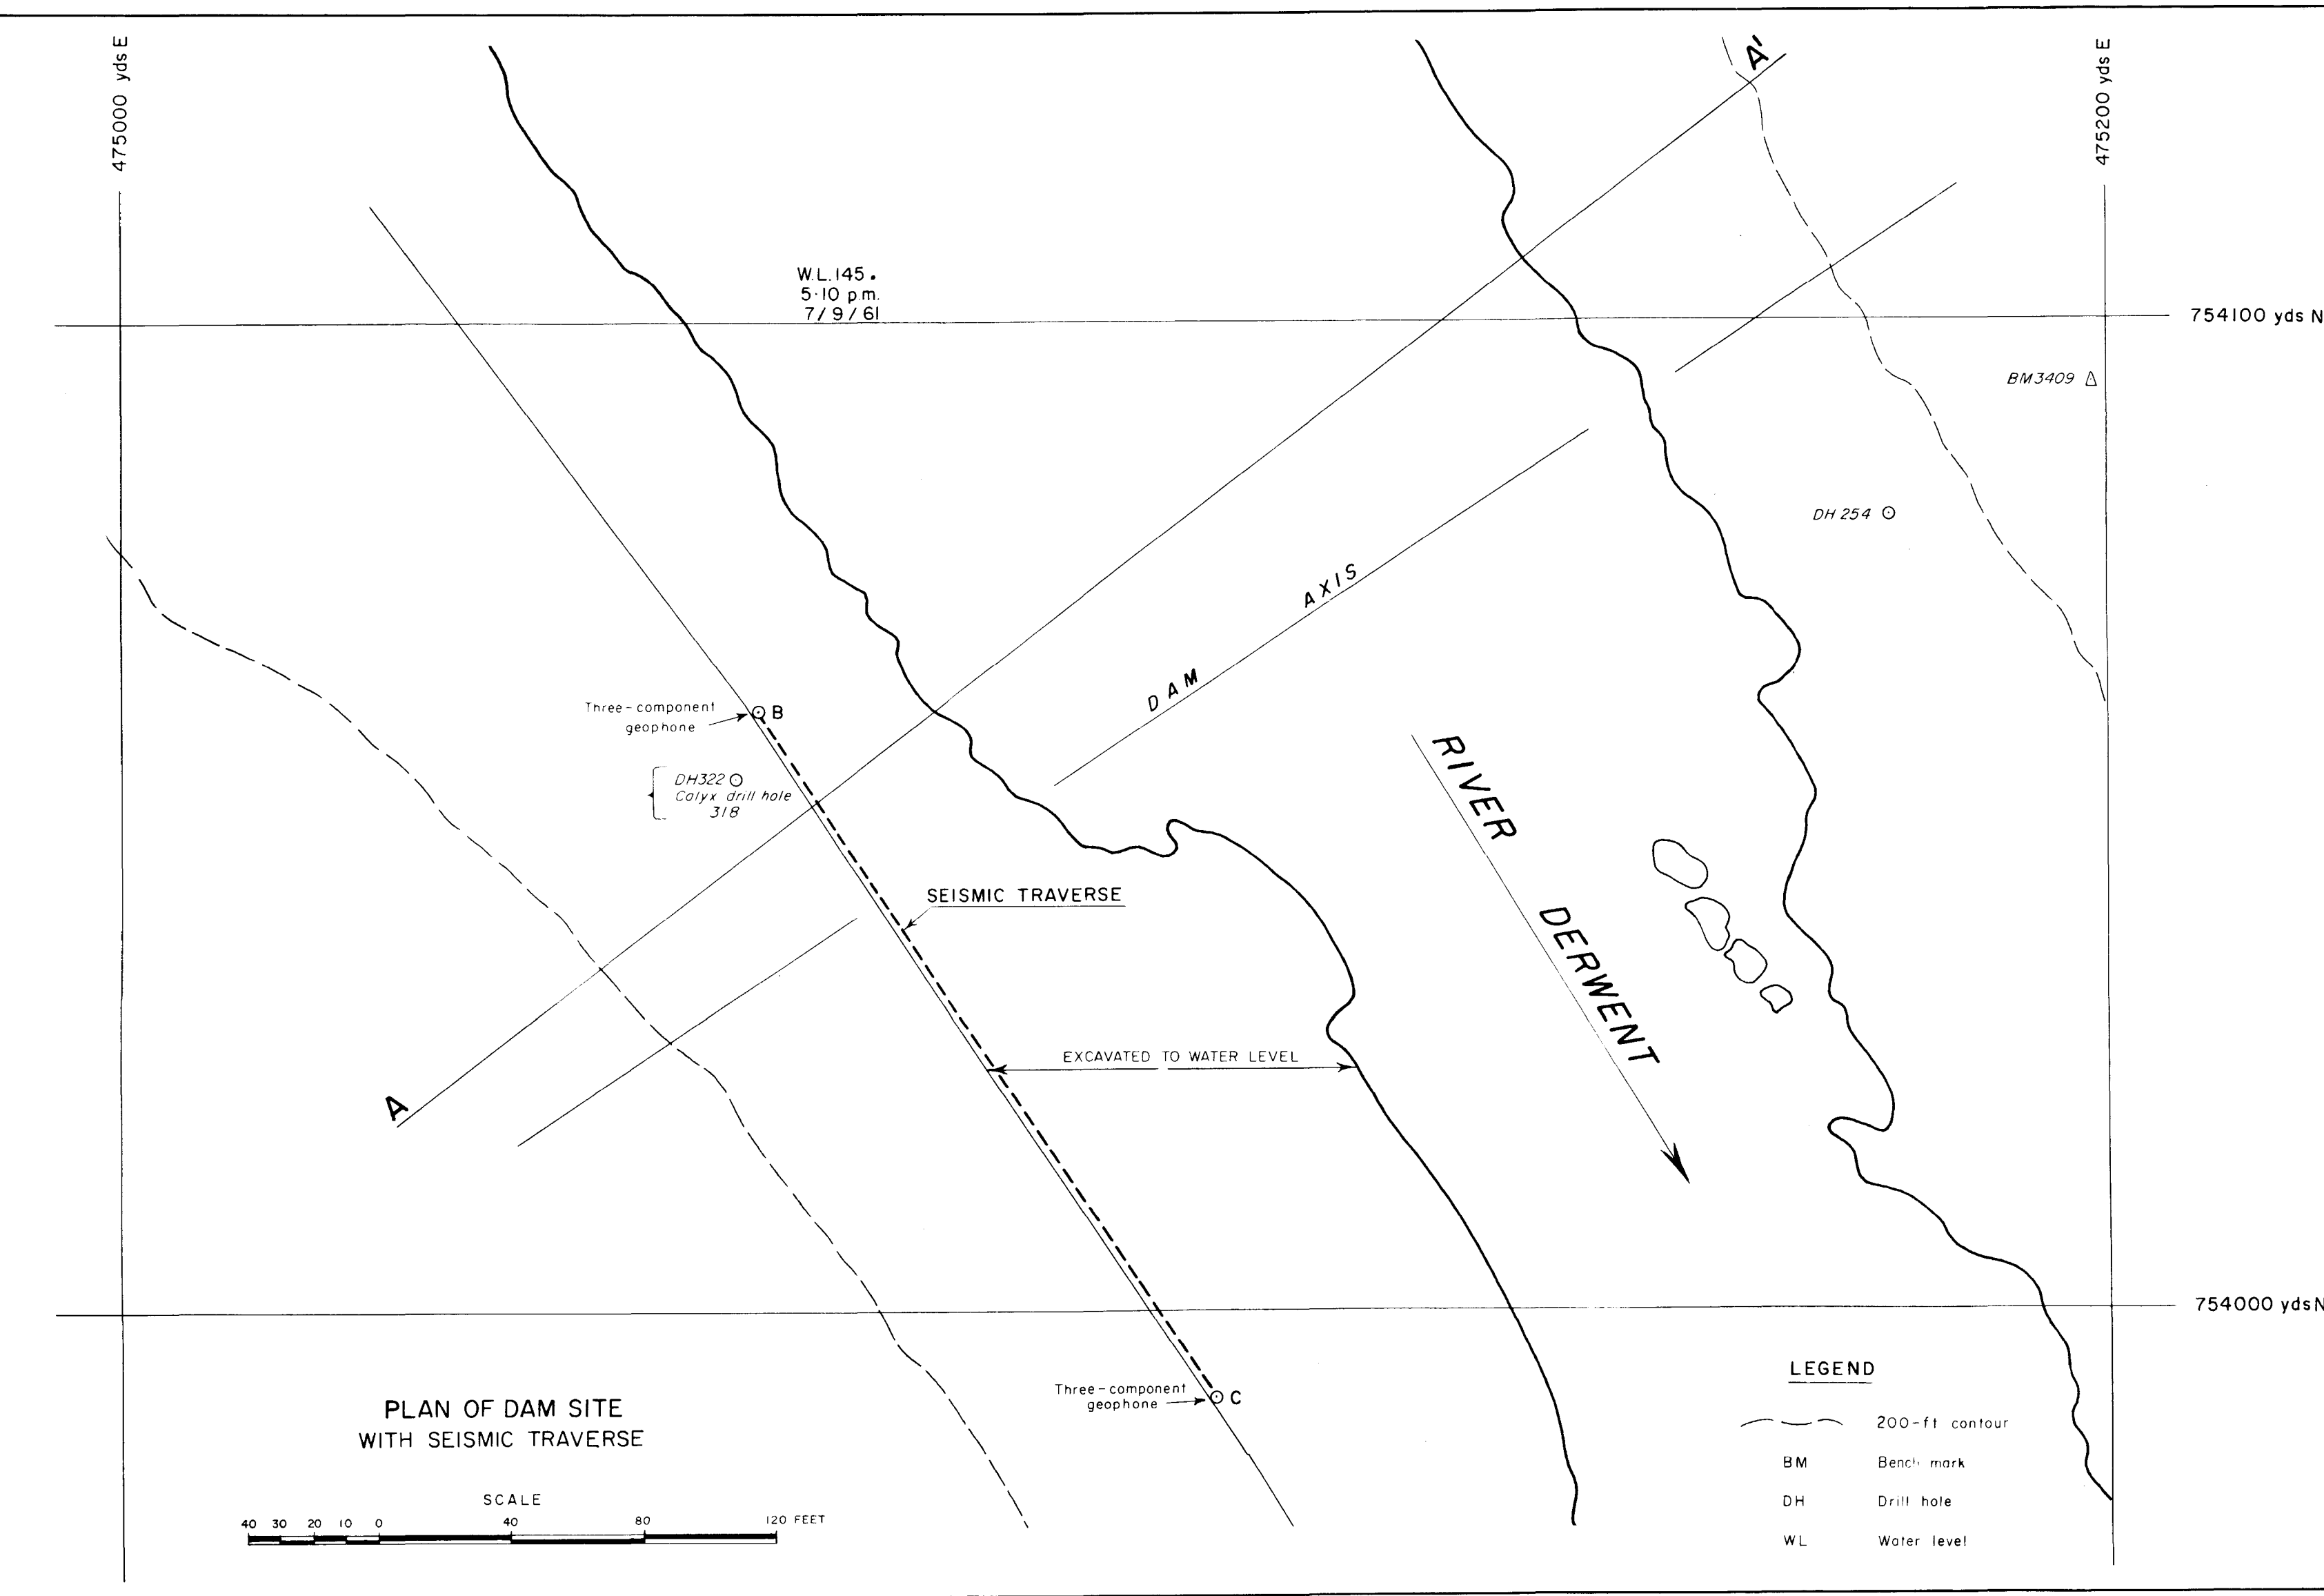 475000 yds E
A'
475200 yds E
W.L.145.
5·10 p.m.
7/9/61
754100 yds N
BM3409
DH 254
DAM AXIS
Three-component
geophone
B
DH322
Calyx drill hole
318
RIVER DERWENT
SEISMIC TRAVERSE
EXCAVATED TO WATER LEVEL
A
754000 yds N
Three-component
geophone
C
PLAN OF DAM SITE
WITH SEISMIC TRAVERSE
SCALE
40 30 20 10 0 40 80 120 FEET
LEGEND
200-ft contour
BM Bench mark
DH Drill hole
WL Water level